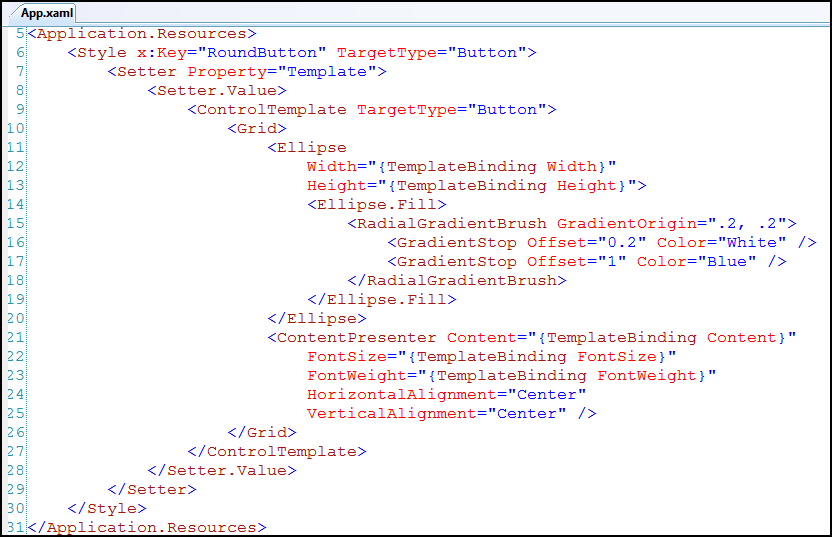 App.xaml
5 <Application.Resources>
6     <Style x:Key="RoundButton" TargetType="Button">
7         <Setter Property="Template">
8             <Setter.Value>
9                 <ControlTemplate TargetType="Button">
10                     <Grid>
11                         <Ellipse
12                             Width="{TemplateBinding Width}"
13                             Height="{TemplateBinding Height}">
14                             <Ellipse.Fill>
15                                 <RadialGradientBrush GradientOrigin=".2, .2">
16                                     <GradientStop Offset="0.2" Color="White" />
17                                     <GradientStop Offset="1" Color="Blue" />
18                                 </RadialGradientBrush>
19                             </Ellipse.Fill>
20                         </Ellipse>
21                         <ContentPresenter Content="{TemplateBinding Content}"
22                             FontSize="{TemplateBinding FontSize}"
23                             FontWeight="{TemplateBinding FontWeight}"
24                             HorizontalAlignment="Center"
25                             VerticalAlignment="Center" />
26                     </Grid>
27                 </ControlTemplate>
28             </Setter.Value>
29         </Setter>
30     </Style>
31 </Application.Resources>